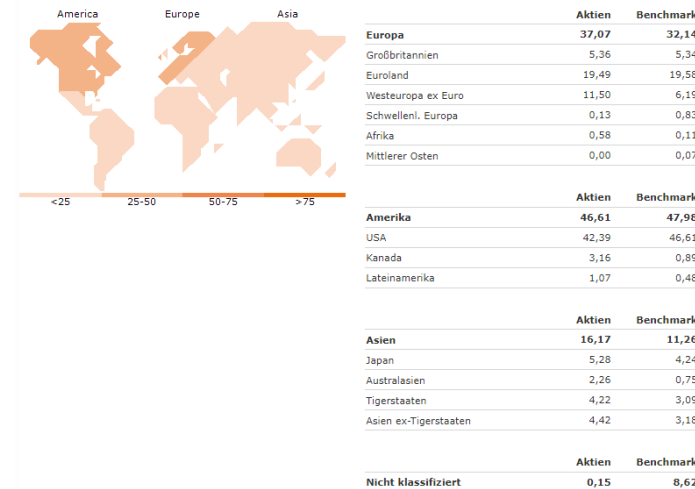 America Europe Asia
<25 25-50 50-75 >75
Aktien Benchmark
Europa 37,07 32,14
Großbritannien 5,36 5,34
Euroland 19,49 19,58
Westeuropa ex Euro 11,50 6,19
Schwellenl. Europa 0,13 0,83
Afrika 0,58 0,11
Mittlerer Osten 0,00 0,07
Aktien Benchmark
Amerika 46,61 47,98
USA 42,39 46,61
Kanada 3,16 0,89
Lateinamerika 1,07 0,48
Aktien Benchmark
Asien 16,17 11,26
Japan 5,28 4,24
Australasien 2,26 0,75
Tigerstaaten 4,22 3,09
Asien ex-Tigerstaaten 4,42 3,18
Aktien Benchmark
Nicht klassifiziert 0,15 8,62